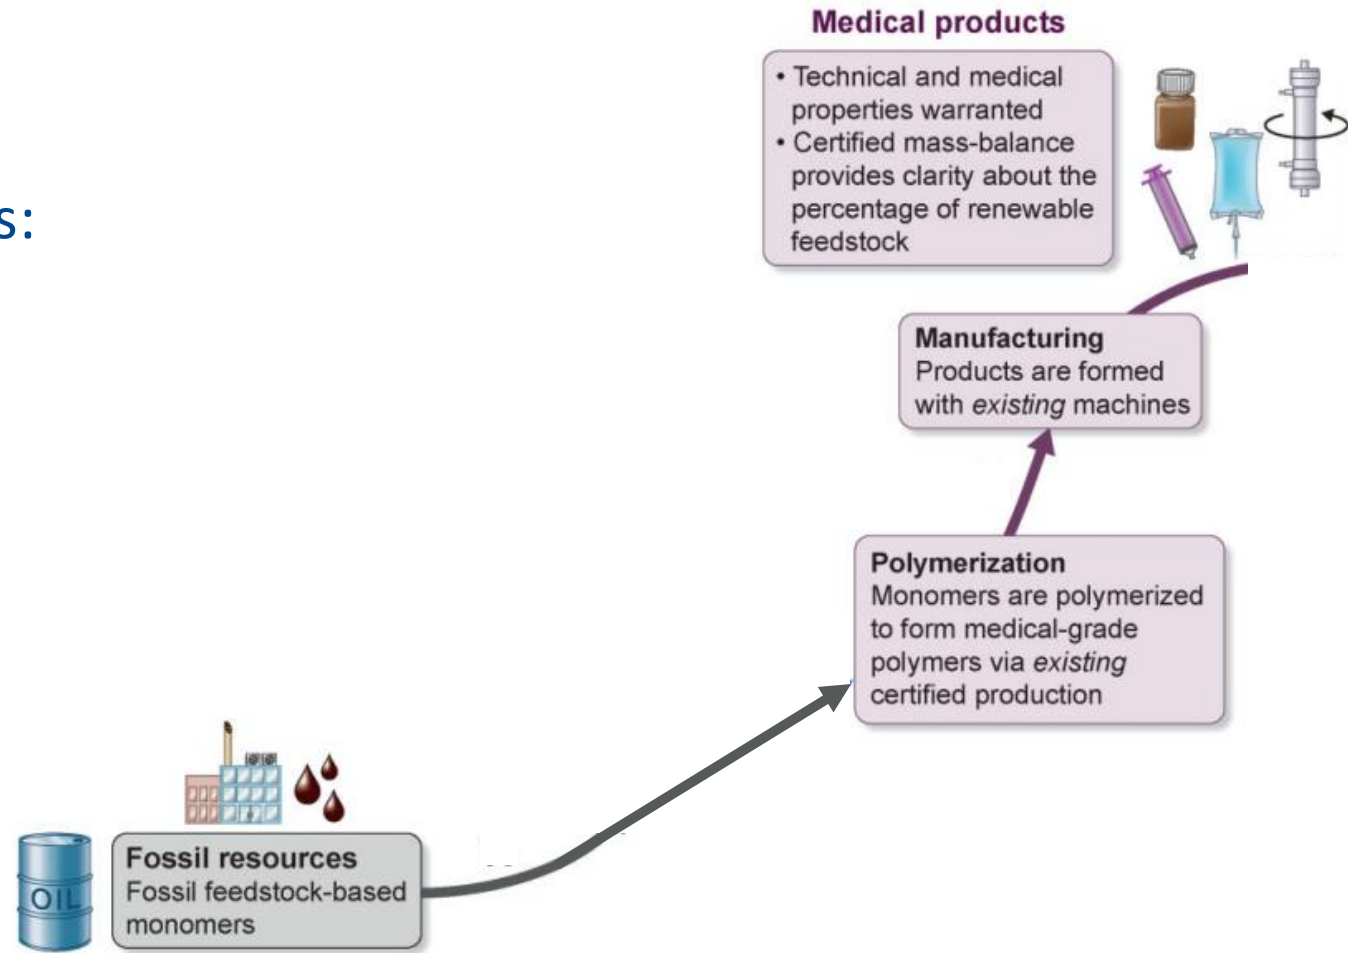 Medical products
• Technical and medical
properties warranted
• Certified mass-balance
provides clarity about the
percentage of renewable
feedstock
s:
Manufacturing
Products are formed
with existing machines
Polymerization
Monomers are polymerized
to form medical-grade
polymers via existing
certified production
OIL
Fossil resources
Fossil feedstock-based
monomers